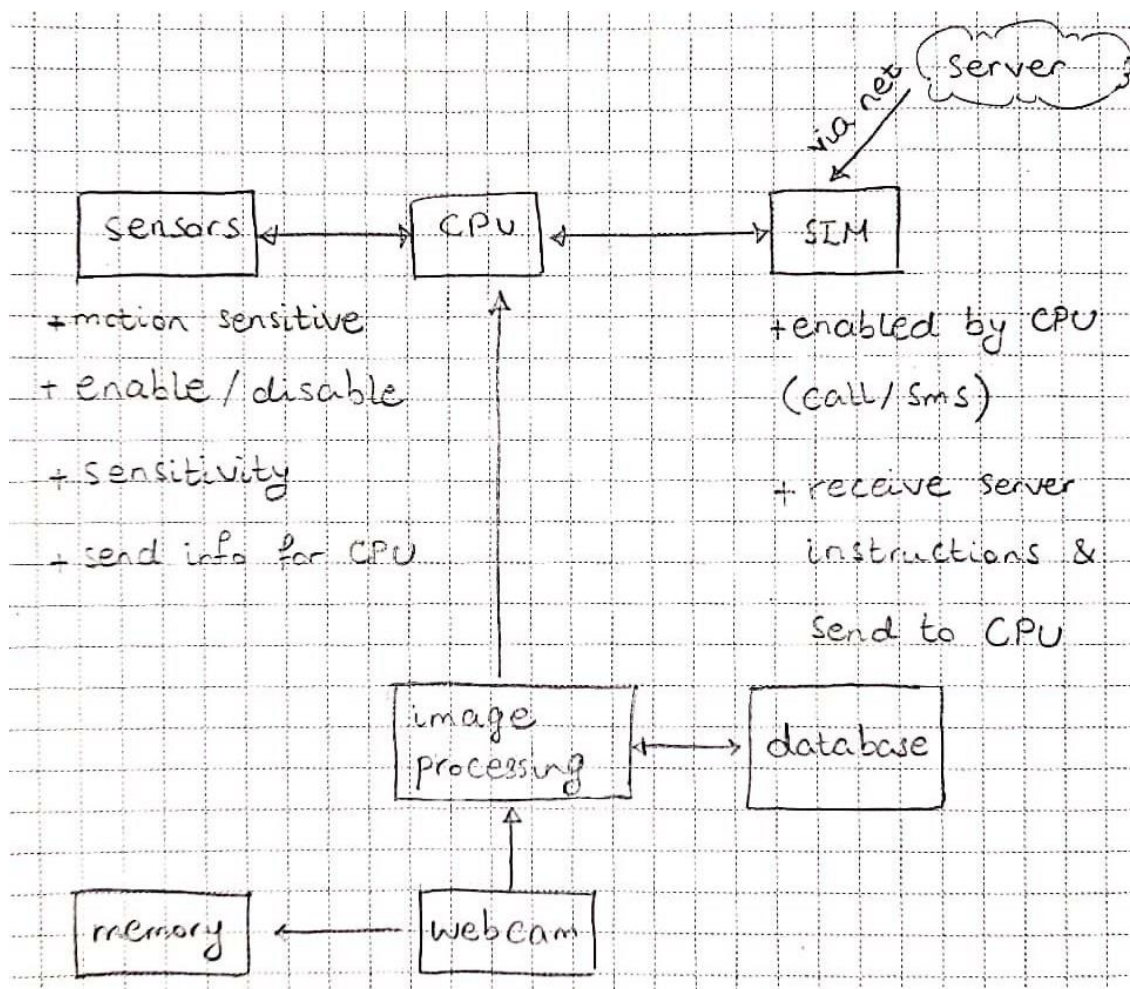 server
via net
sensors
CPU
SIM
+ motion sensitive
+ enable / disable
+ sensitivity
+ send info for CPU
+ enabled by CPU
(call / sms)
+ receive server
instructions &
send to CPU
image
processing
database
memory
webcam